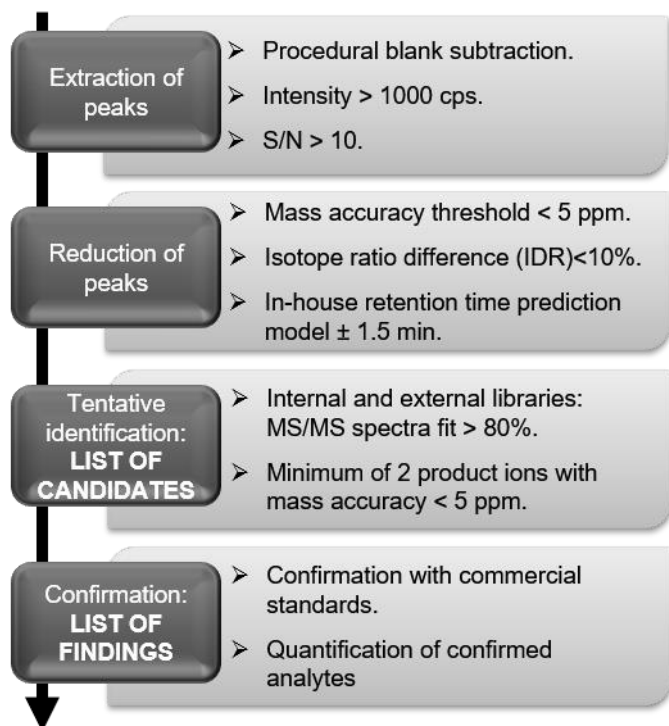 Extraction of
peaks
➢ Procedural blank subtraction.
➢ Intensity > 1000 cps.
➢ S/N > 10.
Reduction of
peaks
➢ Mass accuracy threshold < 5 ppm.
➢ Isotope ratio difference (IDR)<10%.
➢ In-house retention time prediction
model ± 1.5 min.
Tentative
identification:
LIST OF
CANDIDATES
➢ Internal and external libraries:
MS/MS spectra fit > 80%.
➢ Minimum of 2 product ions with
mass accuracy < 5 ppm.
Confirmation:
LIST OF
FINDINGS
➢ Confirmation with commercial
standards.
➢ Quantification of confirmed
analytes